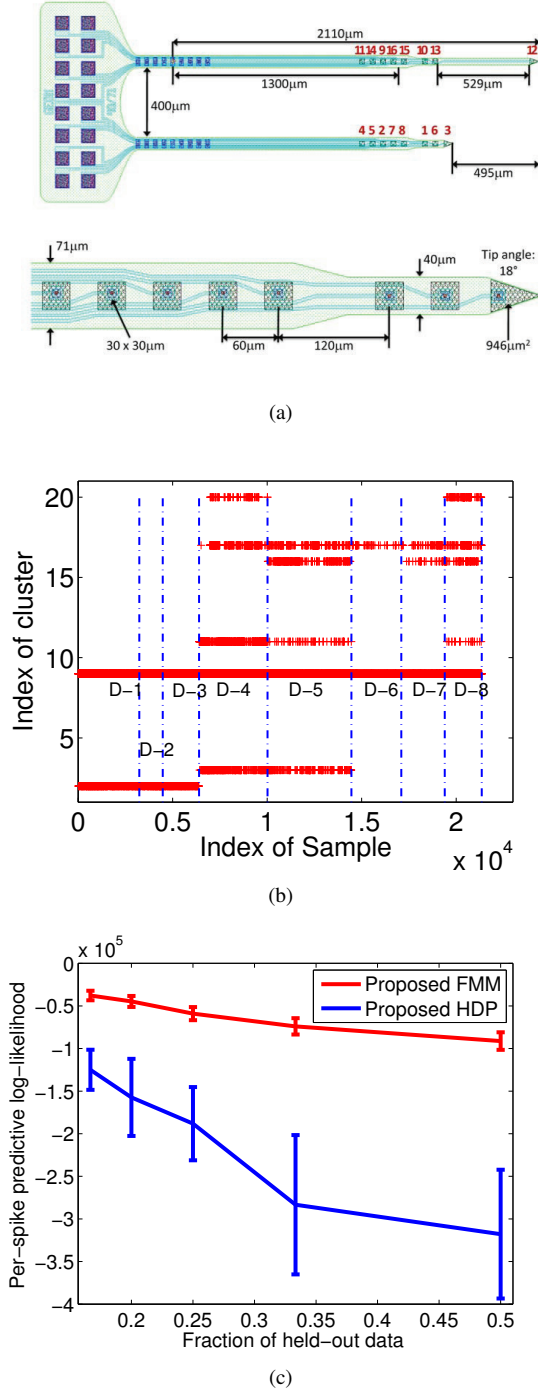 2110μm
11 14 9 16 15 10 13 12
1300μm
529μm
400μm
4 5 2 7 8 1 6 3
495μm
71μm
40μm
Tip angle:
18°
30 x 30μm
60μm
120μm
946μm²
(a)
20
15
10
5
Index of cluster
D-1
D-2
D-3
D-4
D-5
D-6
D-7
D-8
0 0.5 1 1.5 2
Index of Sample
x 10⁴
(b)
x 10⁵
0
-0.5
-1
-1.5
-2
-2.5
-3
-3.5
-4
Per-spike predictive log-likelihood
Proposed FMM
Proposed HDP
0.2 0.25 0.3 0.35 0.4 0.45 0.5
Fraction of held-out data
(c)